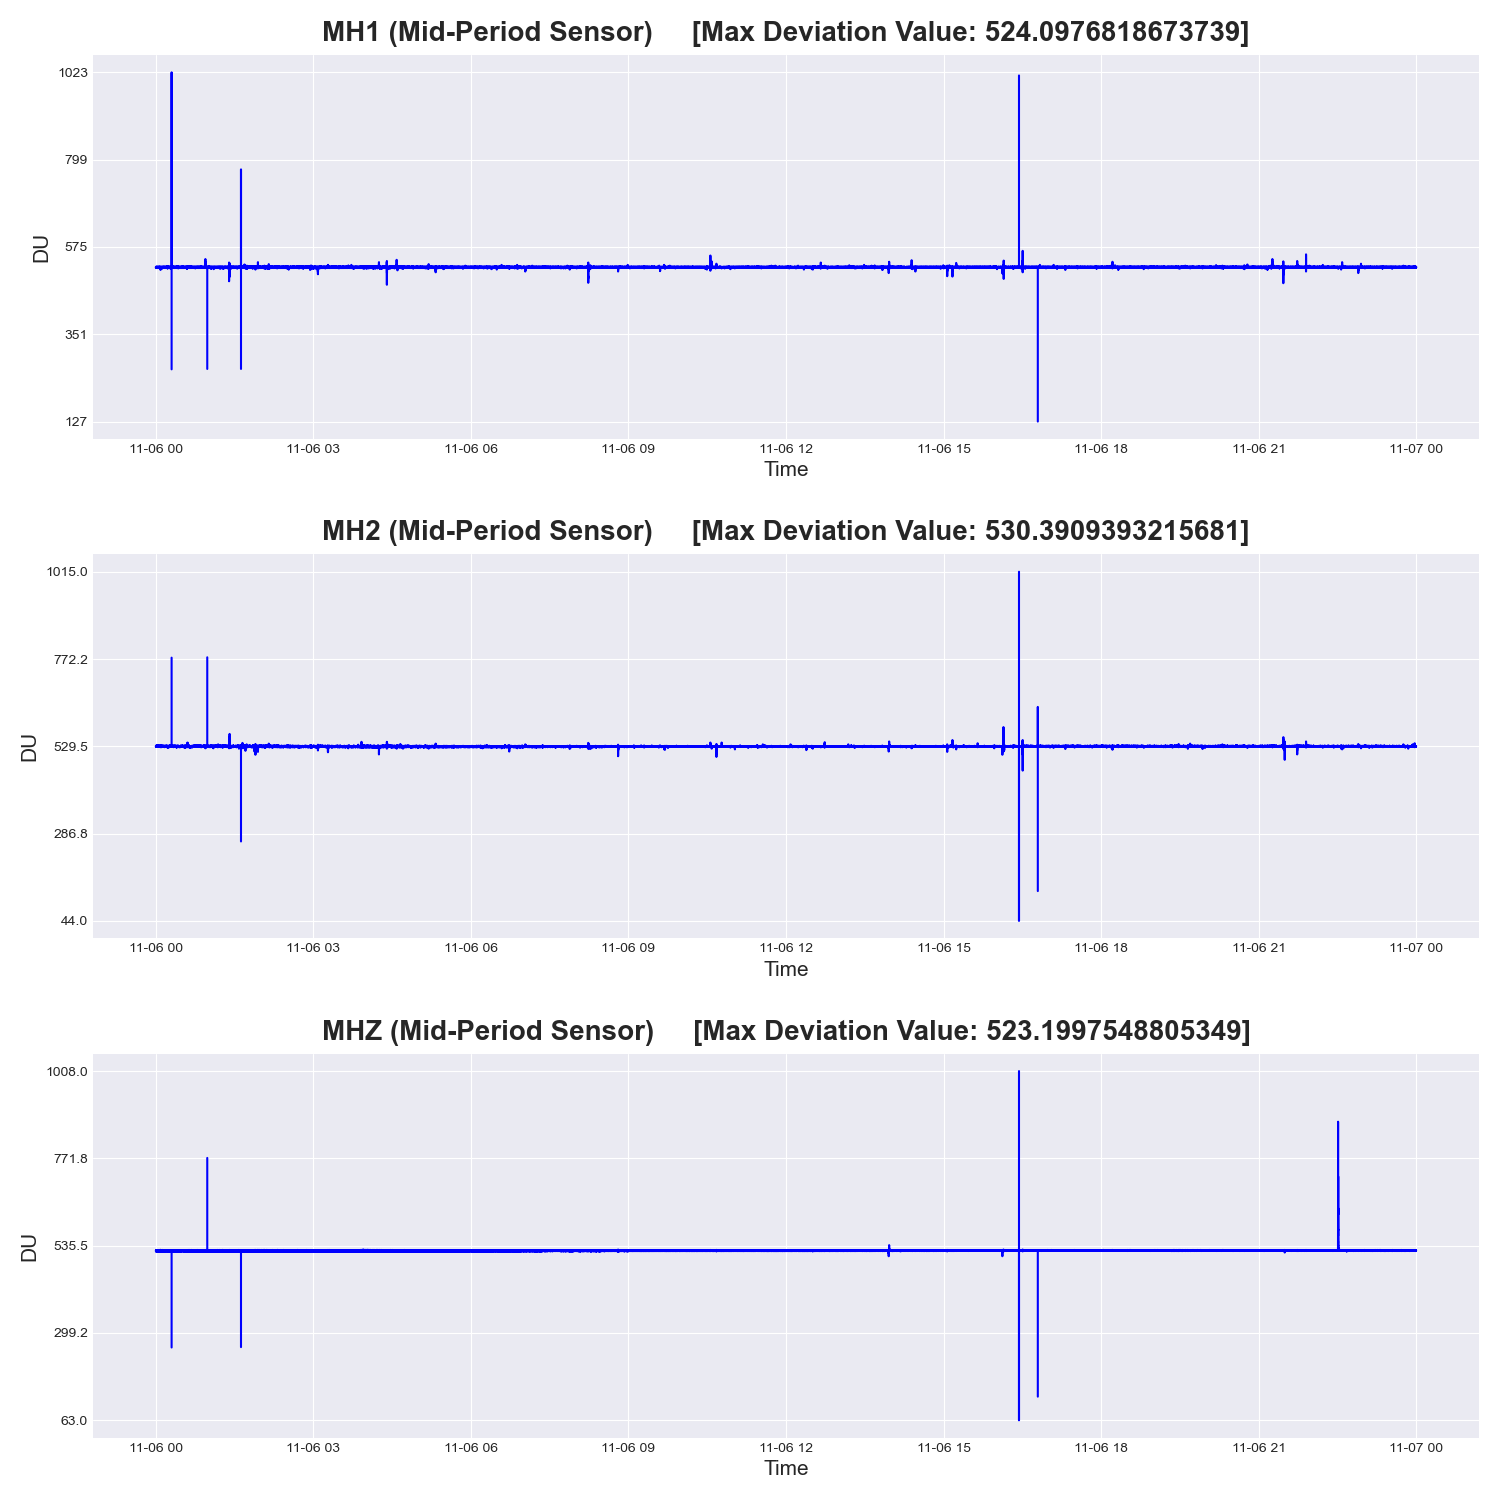 MH1 (Mid-Period Sensor) [Max Deviation Value: 524.0976818673739]
1023
799
575
351
127
DU
11-06 00 11-06 03 11-06 06 11-06 09 11-06 12 11-06 15 11-06 18 11-06 21 11-07 00
Time
MH2 (Mid-Period Sensor) [Max Deviation Value: 530.3909393215681]
1015.0
772.2
529.5
286.8
44.0
DU
11-06 00 11-06 03 11-06 06 11-06 09 11-06 12 11-06 15 11-06 18 11-06 21 11-07 00
Time
MHZ (Mid-Period Sensor) [Max Deviation Value: 523.1997548805349]
1008.0
771.8
535.5
299.2
63.0
DU
11-06 00 11-06 03 11-06 06 11-06 09 11-06 12 11-06 15 11-06 18 11-06 21 11-07 00
Time